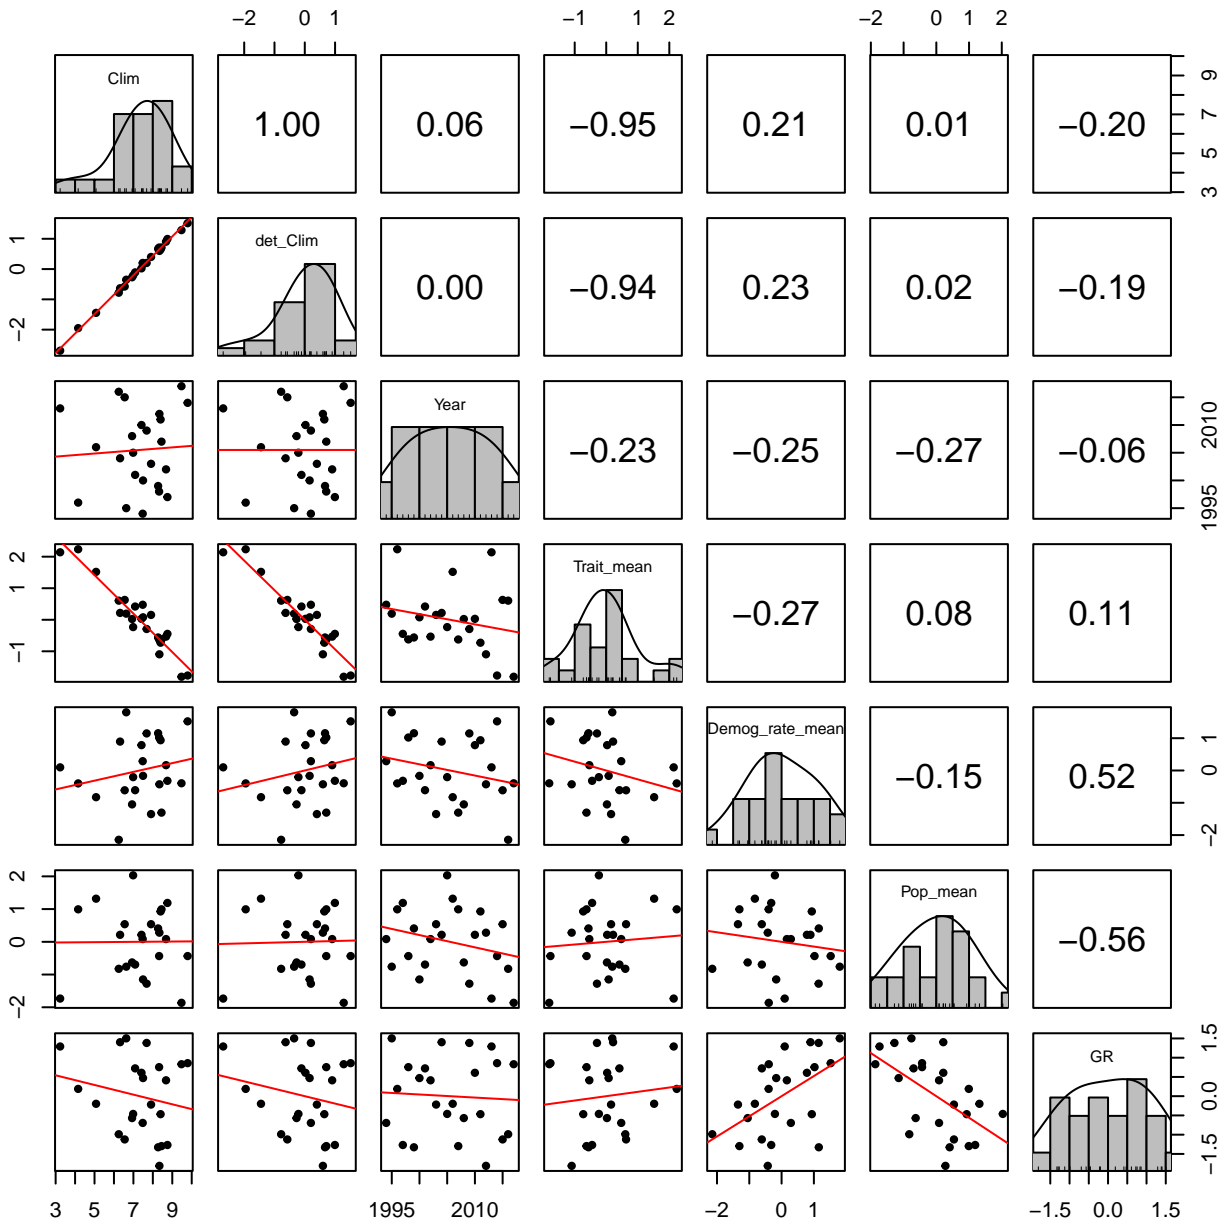 −2 0 1 −1 1 2 −2 0 2
Clim 1.00 0.06 −0.95 0.21 0.01 −0.20 3 5 7 9
−2 0 1 det_Clim 0.00 −0.94 0.23 0.02 −0.19
Year −0.23 −0.25 −0.27 −0.06 1995 2010
−1 1 2 Trait_mean −0.27 0.08 0.11
Demog_rate_mean −0.15 0.52 −2 0 1
−2 0 1 2 Pop_mean −0.56
GR −1.5 0.0 1.0
3 5 7 9 1995 2010 −2 0 1 −1.5 0.0 1.5